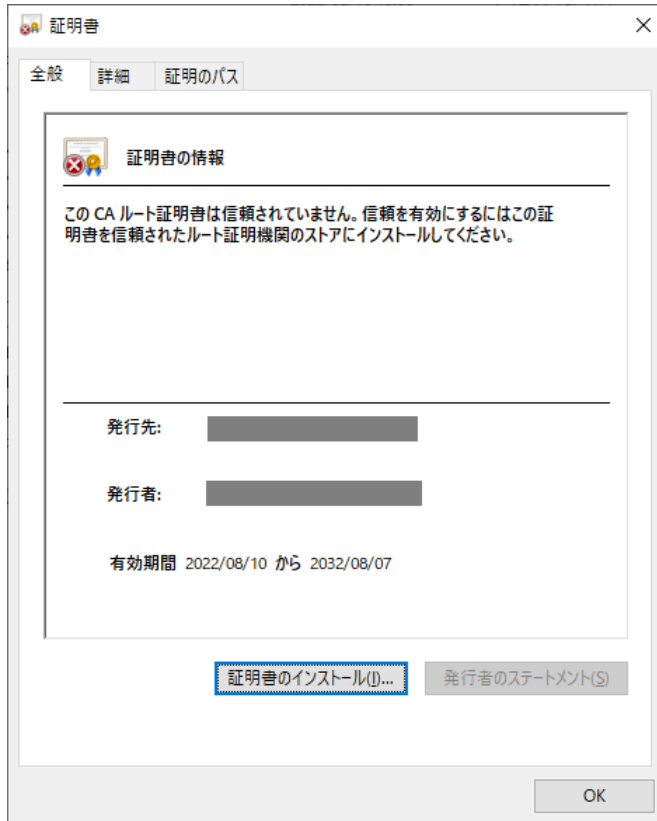 証明書
全般 詳細 証明のパス
証明書の情報
この CA ルート証明書は信頼されていません。信頼を有効にするにはこの証
明書を信頼されたルート証明機関のストアにインストールしてください。
発行先:
発行者:
有効期間 2022/08/10 から 2032/08/07
証明書のインストール(I)... 発行者のステートメント(S)
OK